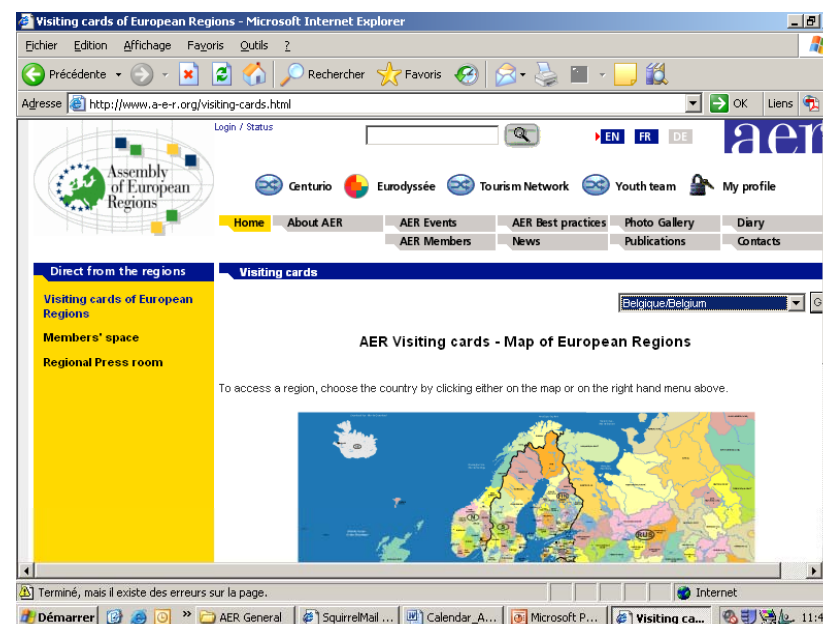 Visiting cards of European Regions - Microsoft Internet Explorer
Fichier Edition Affichage Favoris Outils ?
Précédente Rechercher Favoris
Adresse http://www.a-e-r.org/visiting-cards.html OK Liens
Login / Status
EN FR DE
aer
Assembly
of European
Regions
Centurio Eurodyssée Tourism Network Youth team My profile
Home About AER AER Events AER Best practices Photo Gallery Diary
AER Members News Publications Contacts
Direct from the regions
Visiting cards
Visiting cards of European
Regions
Members' space
Regional Press room
Belgique/Belgium G
AER Visiting cards - Map of European Regions
To access a region, choose the country by clicking either on the map or on the right hand menu above.
RUS
Terminé, mais il existe des erreurs sur la page. Internet
Démarrer » AER General SquirrelMail ... Calendar_A... Microsoft P... Visiting ca... 11:4